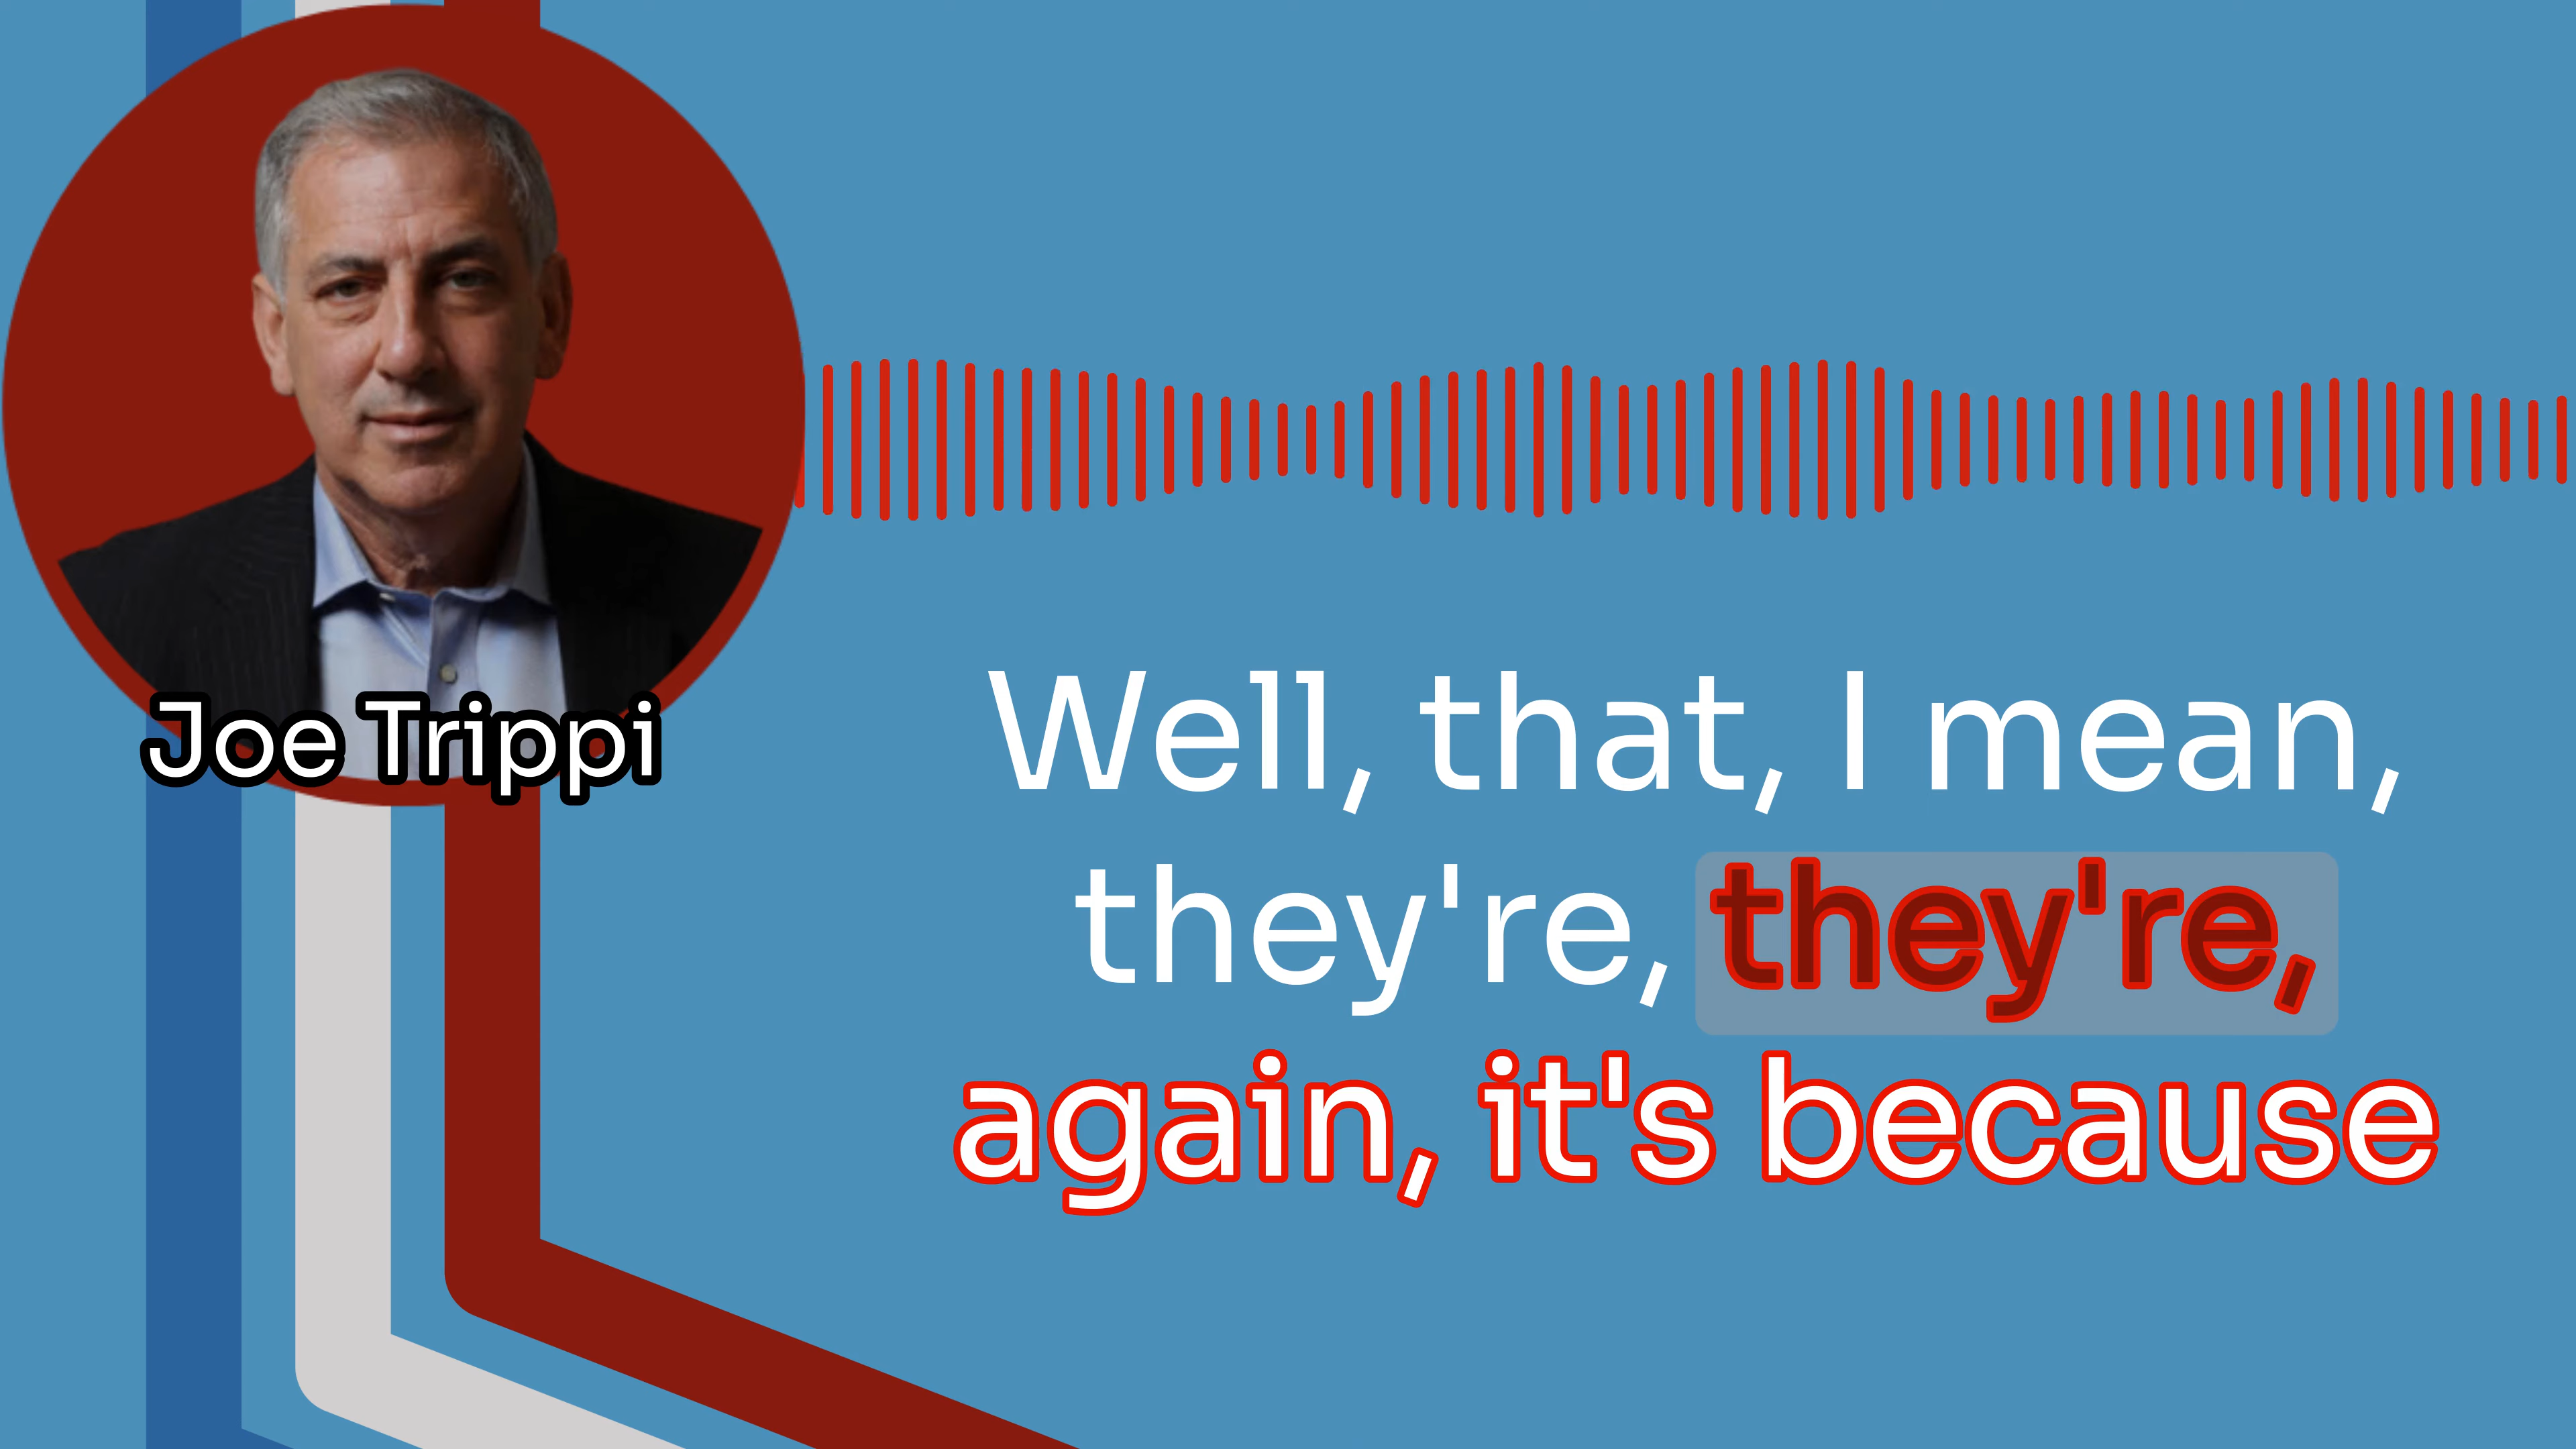 Joe Trippi
Well, that, I mean,
they're, they're,
again, it's because